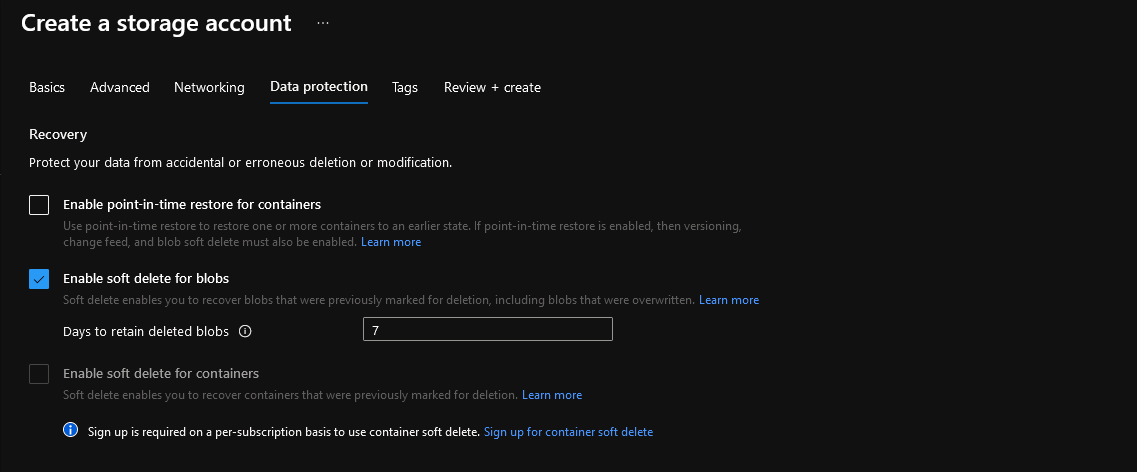 Create a storage account ...
Basics Advanced Networking Data protection Tags Review + create
Recovery
Protect your data from accidental or erroneous deletion or modification.
Enable point-in-time restore for containers
Use point-in-time restore to restore one or more containers to an earlier state. If point-in-time restore is enabled, then versioning,
change feed, and blob soft delete must also be enabled. Learn more
Enable soft delete for blobs
Soft delete enables you to recover blobs that were previously marked for deletion, including blobs that were overwritten. Learn more
Days to retain deleted blobs 7
Enable soft delete for containers
Soft delete enables you to recover containers that were previously marked for deletion. Learn more
Sign up is required on a per-subscription basis to use container soft delete. Sign up for container soft delete